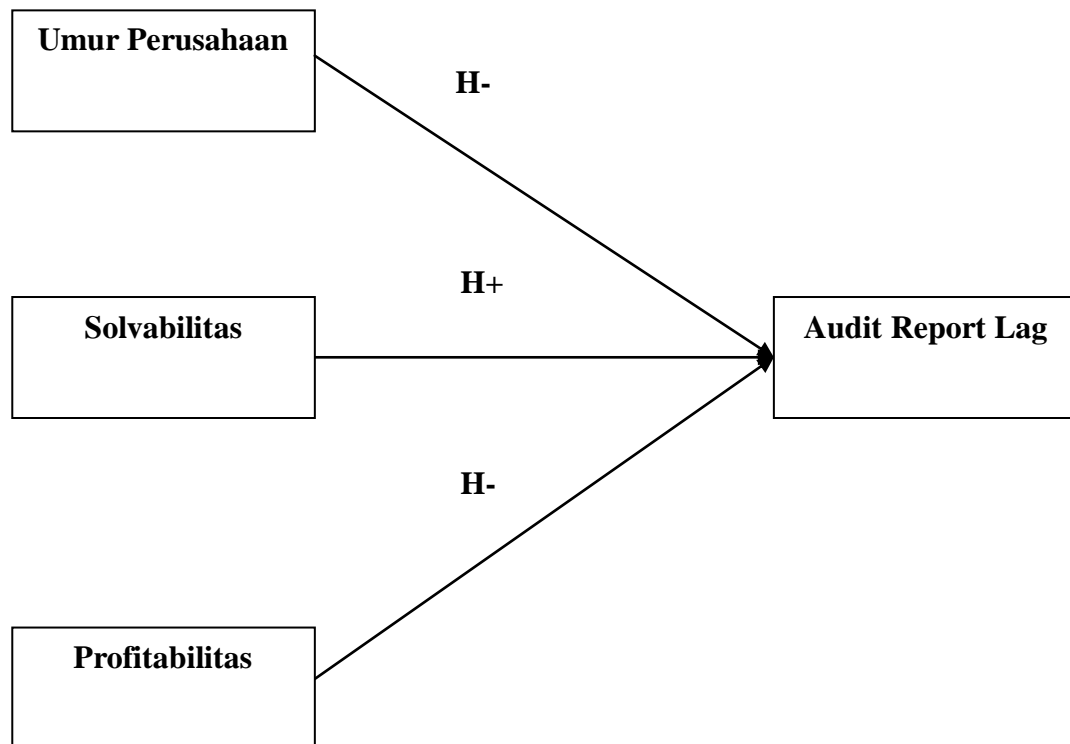 Umur Perusahaan
H-
H+
Solvabilitas
Audit Report Lag
H-
Profitabilitas